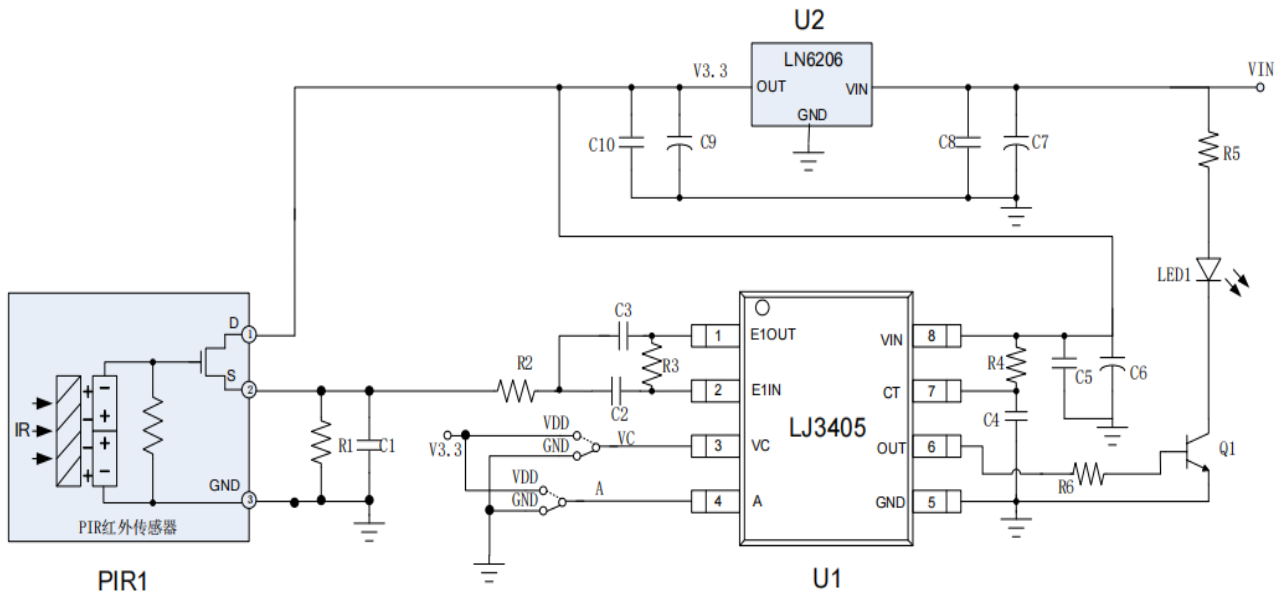 U2
LN6206
V3.3
OUT
VIN
GND
VIN
C10
C9
C8
C7
R5
LED1
D
1
S
2
IR
GND
3
PIR红外传感器
PIR1
R1
C1
R2
C3
R3
C2
V3.3
VDD
GND
VC
VDD
GND
A
1
E1OUT
2
E1IN
3
VC
4
A
LJ3405
VIN
8
CT
7
OUT
6
GND
5
U1
R4
C5
C6
C4
R6
Q1